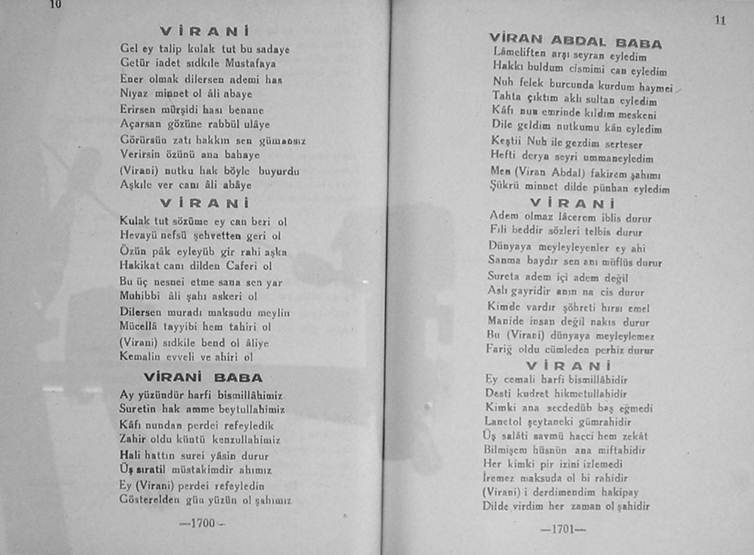 10
VİRANİ
Gel ey talip kulak tut bu sadaye
Getür iadet sıdkıle Mustafaya
Ener olmak dilersen ademi has
Niyaz minnet ol âli abaye
Erirsen mürşidi hası benane
Açarsan gözüne rabbül ulâye
Görürsün zatı hakkın sen gümansız
Verirsin özünü ana bahaye
(Virani) nutku hak böyle buyurdu
Aşkıle ver canı âli abâye
VİRANİ
Kulak tut sözüme ey can beri ol
Hevayü nefsü şehvetten geri ol
Özün pâk eyleyüb gir rahi aşka
Hakikat canı dilden Caferi ol
Bu üç nesnei etme sana sen yar
Muhibbi âli şahı askeri ol
Dilersen muradı maksudu meylin
Mücellâ tayyibi hem tahiri ol
(Virani) sıdkile bend ol âliye
Kemalin evveli ve ahiri ol
VİRANİ BABA
Ay yüzündür harfi bismillâhimiz
Suretin hak amme beytullahimiz
Kâfı nundan perdei refeyledik
Zahir oldu küntü kenzullahimiz
Hali hattın surei yâsin durur
Üş sıratil müstakimdir ahımız
Ey (Virani) perdei refeyledin
Gösterelden gün yüzün ol şahımız
—1700—
11
VİRAN ABDAL BABA
Lâmeliften arşı seyran eyledim
Hakkı buldum cismimi can eyledim
Nuh felek burcunda kurdum haymei
Tahta çıktım aklı sultan eyledim
Kâfı nun emrinde kıldım meskeni
Dile geldim nutkumu kân eyledim
Keştii Nuh ile gezdim serteser
Hefti derya seyri ummaneyledim
Men (Viran Abdal) fakirem şahımı
Şükrü minnet dilde pünhan eyledim
VİRANİ
Adem olmaz lâcerem iblis durur
Fıli beddir sözleri telbis durur
Dünyaya meyleyleyenler ey ahi
Sanma baydır sen anı müflüs durur
Sureta adem içi adem değil
Aslı gayridir anın na cis durur
Kimde vardır şöhreti hırsı emel
Manide insan değil nakıs durur
Bu (Virani) dünyaya meyleylemez
Fariğ oldu cümleden perhiz durur
VİRANİ
Ey cemali harfi bismillâhidir
Desti kudret hikmetullahidir
Kimki ana secdedüb baş eğmedi
Lanetol şeytaneki gümrahidir
Üş salâti savmü hacci hem zekât
Bilmişem hüsnün ana miftahidir
Her kimki pir izini izlemedi
İremez maksuda ol bi rahidir
(Virani) i derdimendim hakipay
Dilde virdim her zaman ol şahidir
—1701—